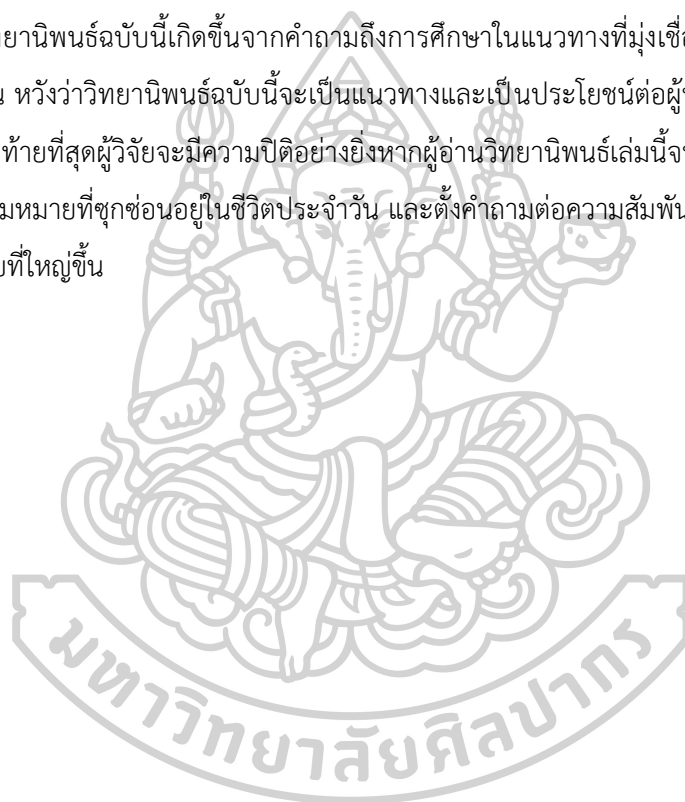 ทยานิพนธ์ฉบับนี้เกิดขึ้นจากคำถามถึงการศึกษาในแนวทางที่มุ่งเชื่อ
น หวังว่าวิทยานิพนธ์ฉบับนี้จะเป็นแนวทางและเป็นประโยชน์ต่อผู้
ท้ายที่สุดผู้วิจัยจะมีความปิติอย่างยิ่งหากผู้อ่านวิทยานิพนธ์เล่มนี้จ
มหมายที่ซุกซ่อนอยู่ในชีวิตประจำวัน และตั้งคำถามต่อความสัมพัน
ยที่ใหญ่ขึ้น
มหาวิทยาลัยศิลปากร